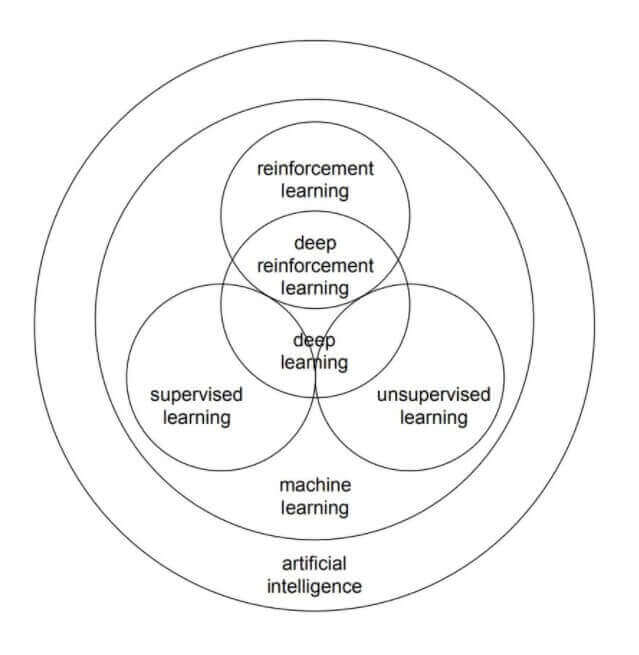 reinforcement
learning
deep
reinforcement
learning
deep
learning
supervised
learning
unsupervised
learning
machine
learning
artificial
intelligence